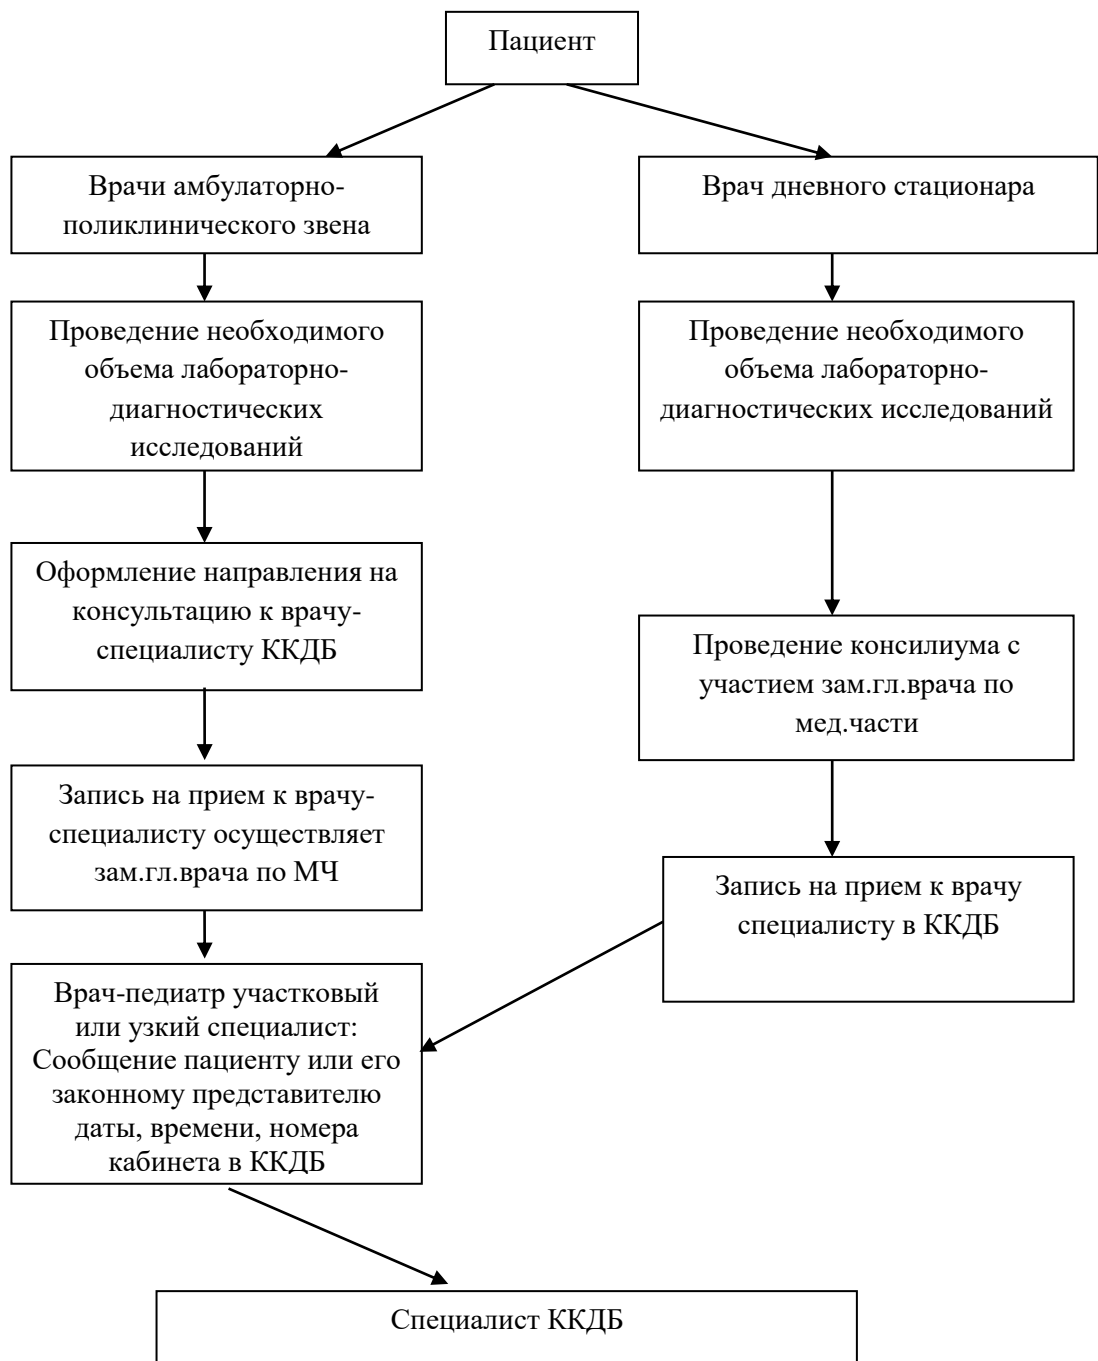 Пациент
Врачи амбулаторно-
поликлинического звена
Врач дневного стационара
Проведение необходимого
объема лабораторно-
диагностических
исследований
Проведение необходимого
объема лабораторно-
диагностических исследований
Оформление направления на
консультацию к врачу-
специалисту ККДБ
Проведение консилиума с
участием зам.гл.врача по
мед.части
Запись на прием к врачу-
специалисту осуществляет
зам.гл.врача по МЧ
Запись на прием к врачу
специалисту в ККДБ
Врач-педиатр участковый
или узкий специалист:
Сообщение пациенту или его
законному представителю
даты, времени, номера
кабинета в ККДБ
Специалист ККДБ